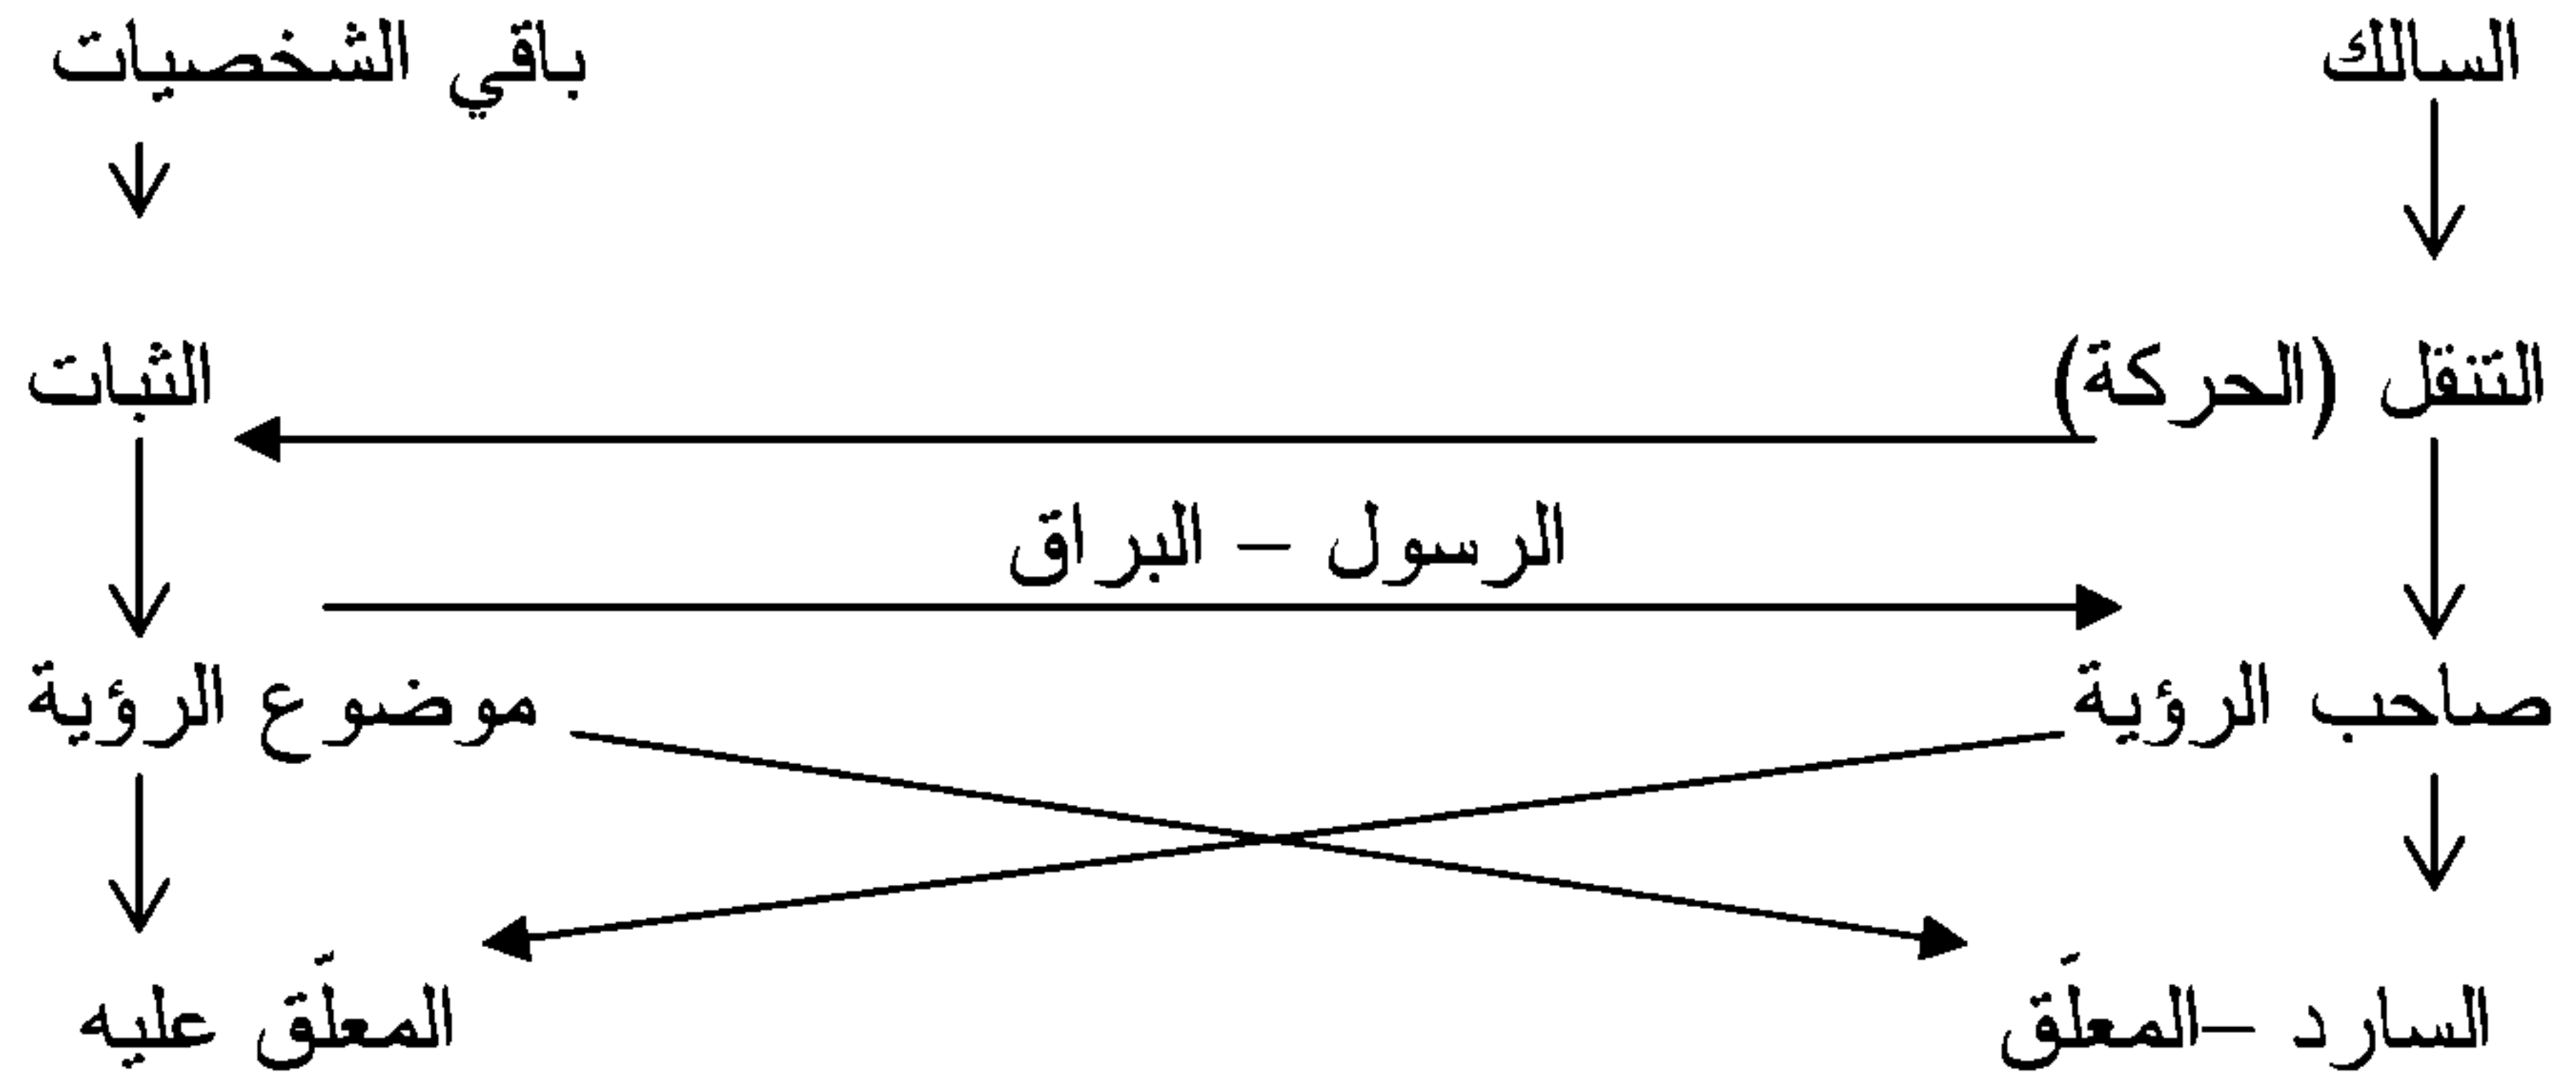 السالك باقي الشخصيات
التنقل (الحركة) الثبات
الرسول – البراق
صاحب الرؤية موضوع الرؤية
السارد –المعلَق المعلّق عليه